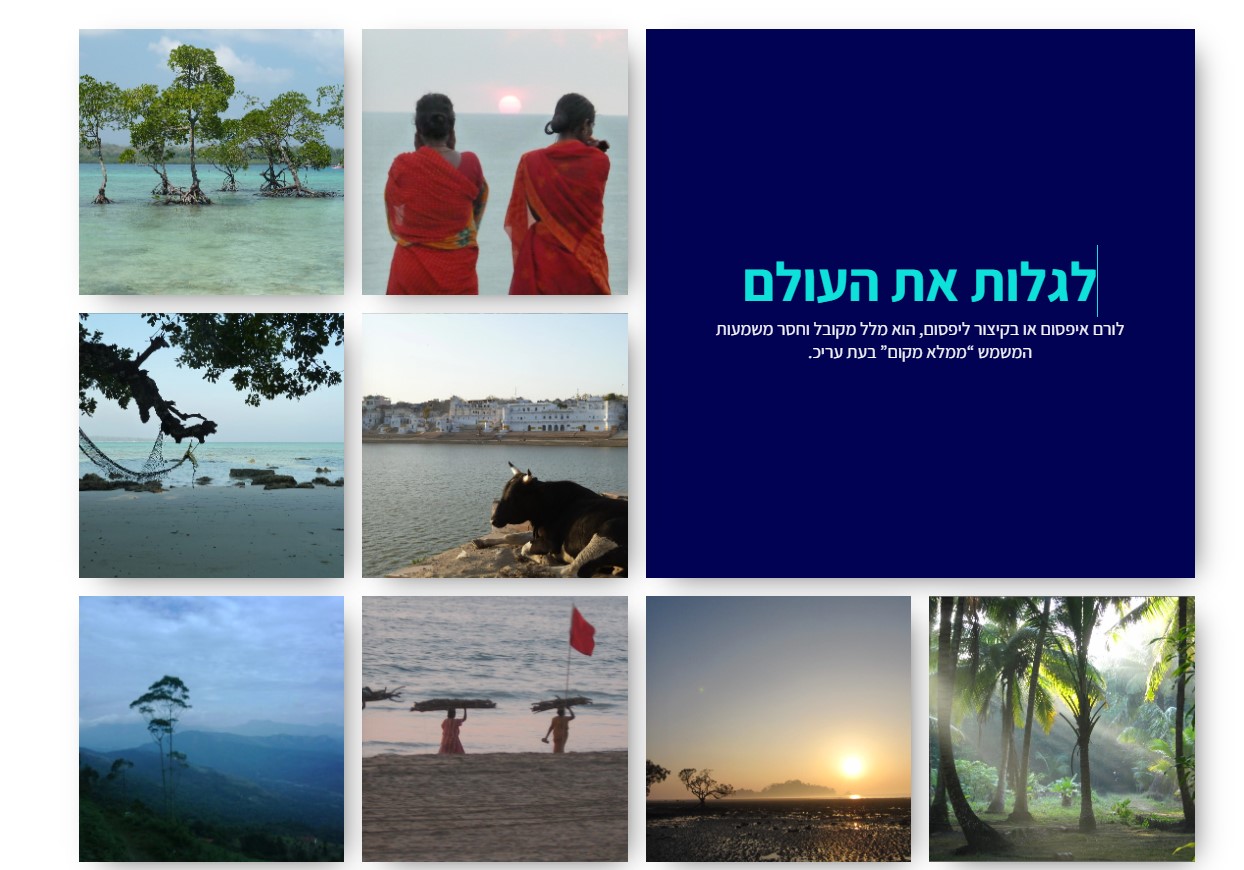 לגלות את העולם
לורם איפסום או בקיצור ליפסום, הוא מלל מקובל וחסר משמעות
המשמש “ממלא מקום” בעת עריכ.